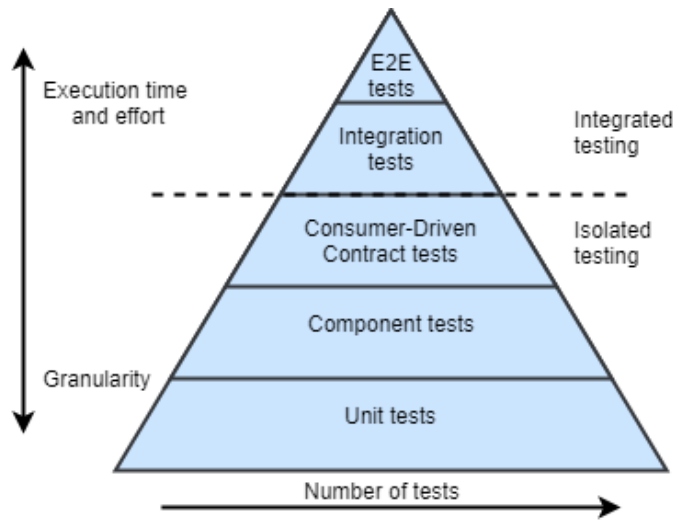 E2E
tests
Execution time
and effort
Integration
tests
Integrated
testing
Consumer-Driven
Contract tests
Isolated
testing
Component tests
Granularity
Unit tests
Number of tests